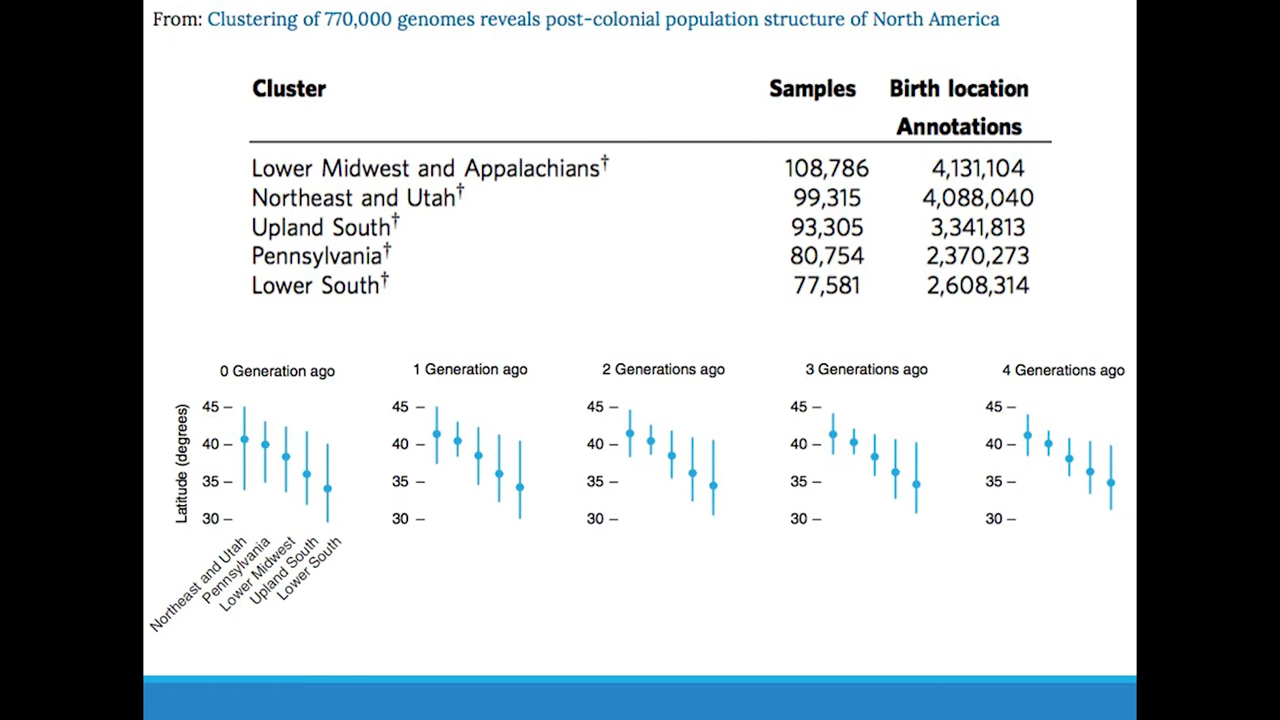 From: Clustering of 770,000 genomes reveals post-colonial population structure of North America
Cluster Samples Birth location
Annotations
Lower Midwest and Appalachians† 108,786 4,131,104
Northeast and Utah† 99,315 4,088,040
Upland South† 93,305 3,341,813
Pennsylvania† 80,754 2,370,273
Lower South† 77,581 2,608,314
0 Generation ago 1 Generation ago 2 Generations ago 3 Generations ago 4 Generations ago
45 – 45 – 45 – 45 – 45 –
40 – 40 – 40 – 40 – 40 –
35 – 35 – 35 – 35 – 35 –
30 – 30 – 30 – 30 – 30 –
Latitude (degrees)
Northeast and Utah
Pennsylvania
Lower Midwest
Upland South
Lower South